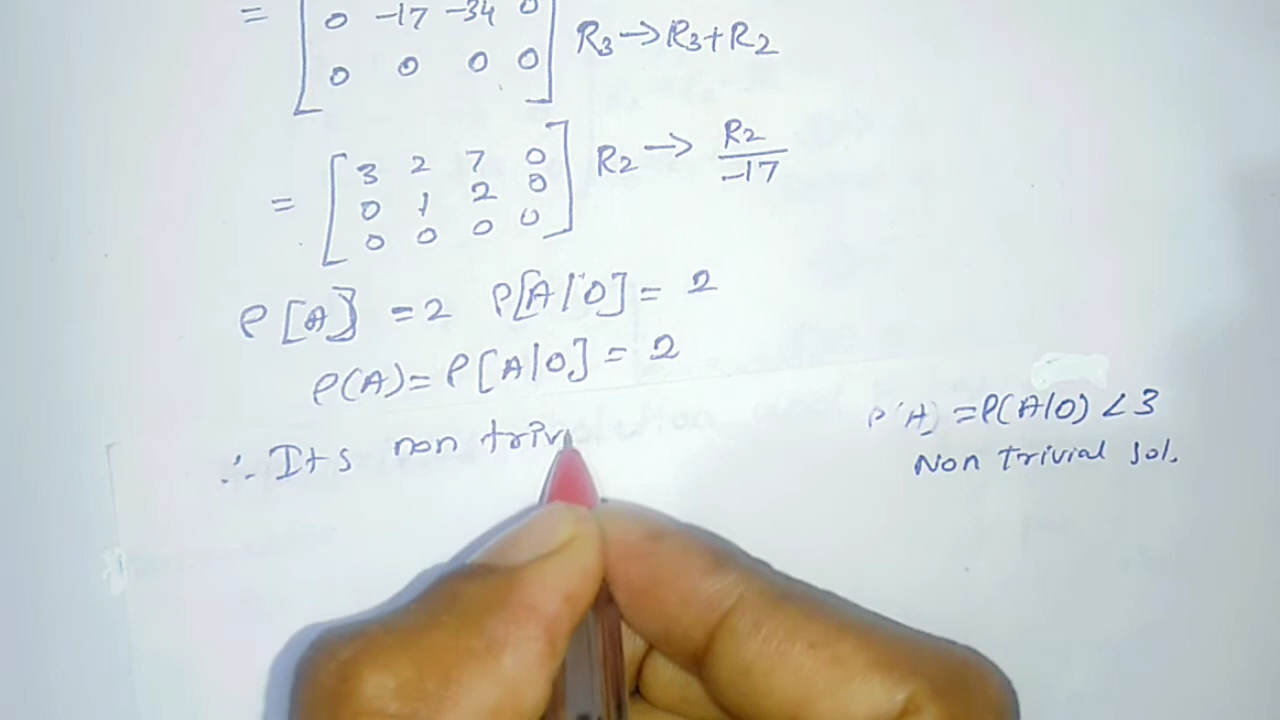 = [ 0 -17 -34 0
0 0 0 0 ] R3→R3+R2
= [ 3 2 7 0
0 1 2 0
0 0 0 0 ] R2→ R2/-17
ρ[A] = 2 ρ[A|0] = 2
ρ(A) = ρ[A|0] = 2
∴ Its non triv
ρ(A) = ρ(A|0) < 3
Non trivial sol.